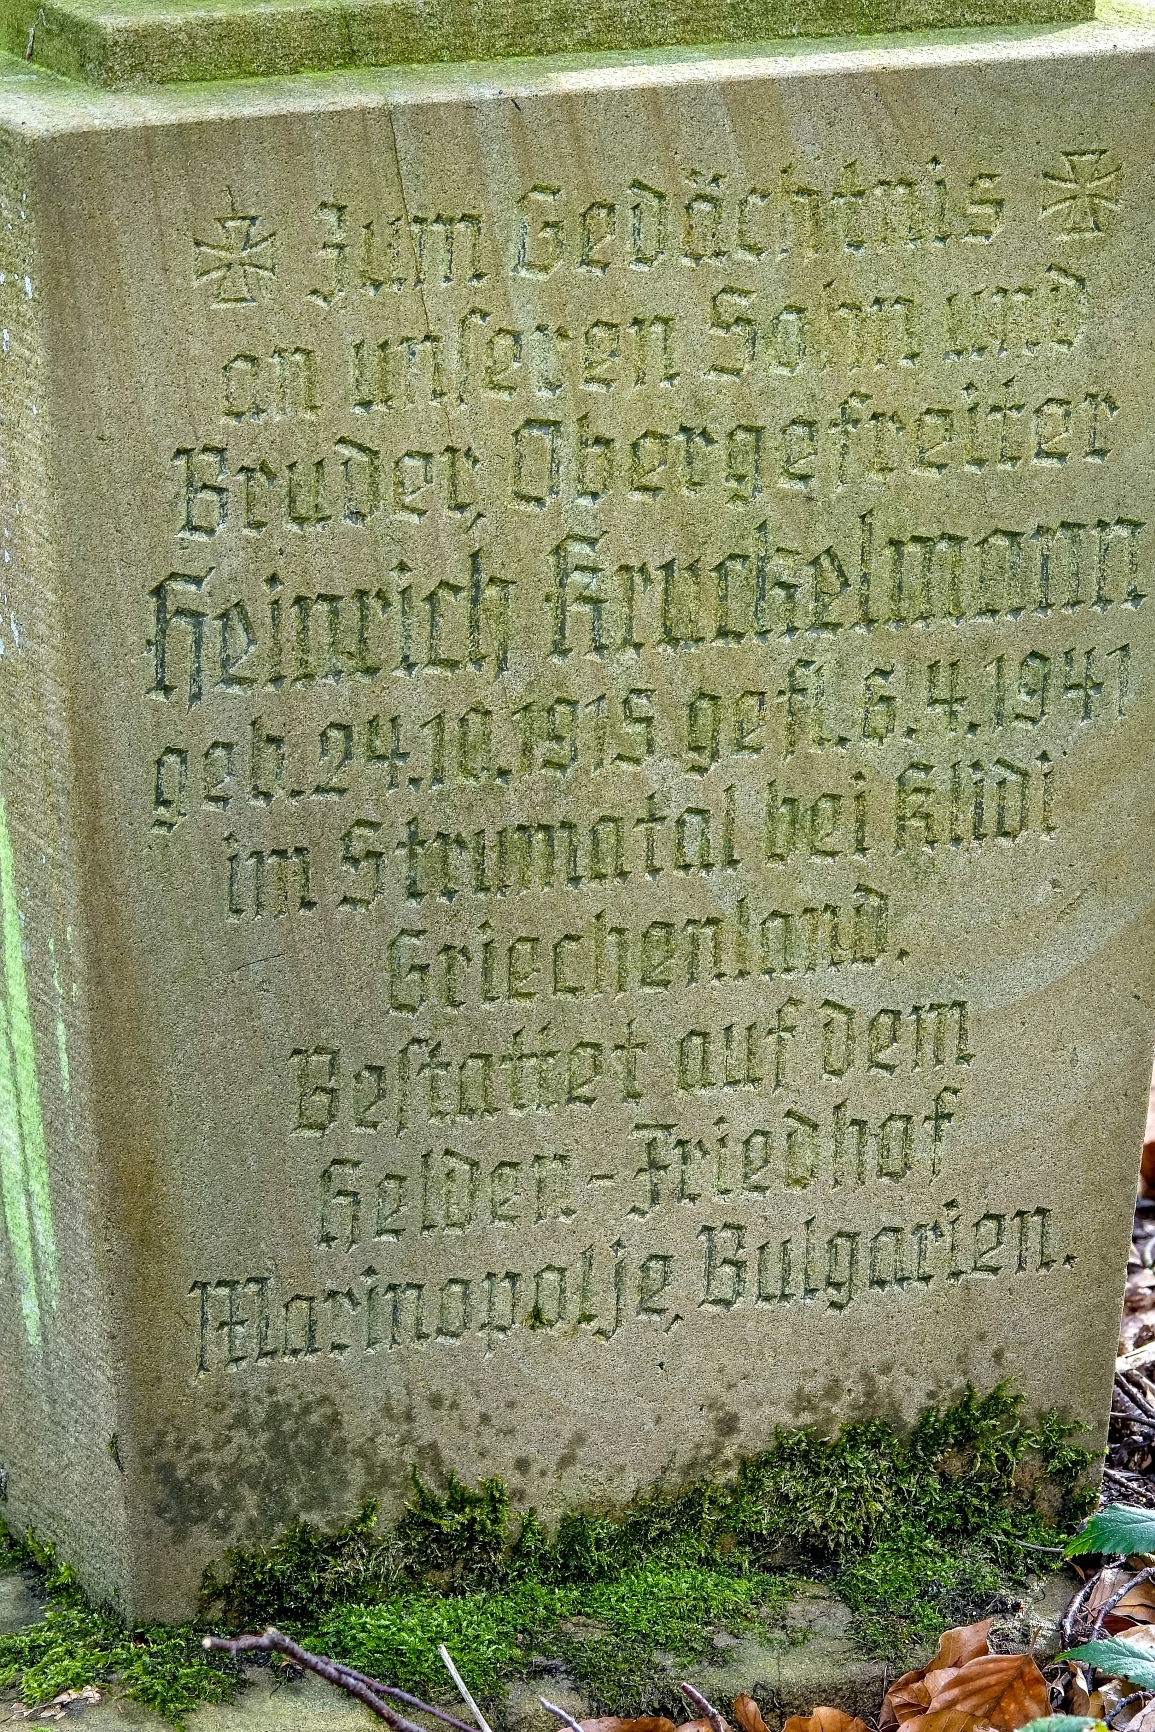 Zum Gedächtnis
an unseren Sohn und
Bruder, Obergefreiter
Heinrich Kruckelmann
geb. 24.10.1915 gefl. 6.4.1941
im Strumatal bei Klidi
Griechenland.
Bestattet auf dem
Helden.-Friedhof
Marinopolje, Bulgarien.